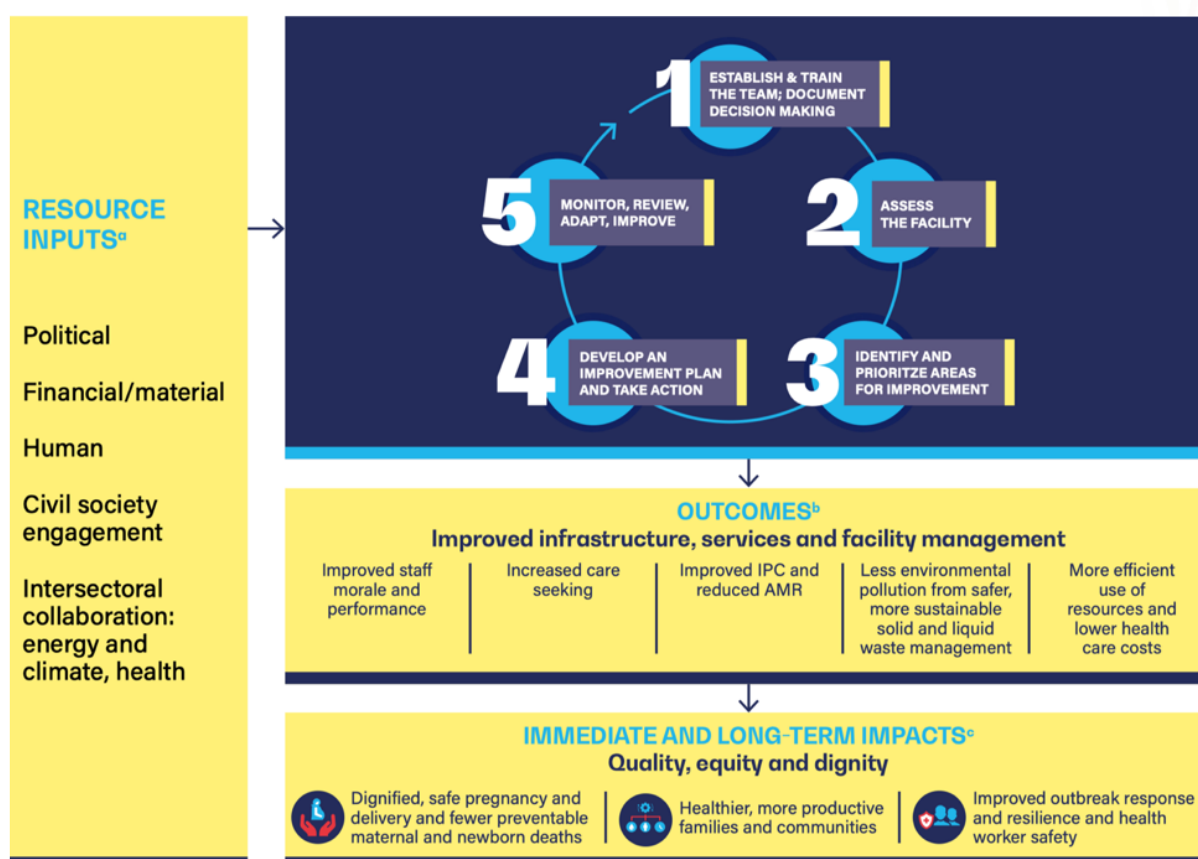 RESOURCE
INPUTSᵃ
Political
Financial/material
Human
Civil society
engagement
Intersectoral
collaboration:
energy and
climate, health
1
ESTABLISH & TRAIN
THE TEAM; DOCUMENT
DECISION MAKING
2
ASSESS
THE FACILITY
3
IDENTIFY AND
PRIORITZE AREAS
FOR IMPROVEMENT
4
DEVELOP AN
IMPROVEMENT PLAN
AND TAKE ACTION
5
MONITOR, REVIEW,
ADAPT, IMPROVE
OUTCOMESᵇ
Improved infrastructure, services and facility management
Improved staff
morale and
performance
Increased care
seeking
Improved IPC and
reduced AMR
Less environmental
pollution from safer,
more sustainable
solid and liquid
waste management
More efficient
use of
resources and
lower health
care costs
IMMEDIATE AND LONG-TERM IMPACTSᶜ
Quality, equity and dignity
Dignified, safe pregnancy and
delivery and fewer preventable
maternal and newborn deaths
Healthier, more productive
families and communities
Improved outbreak response
and resilience and health
worker safety